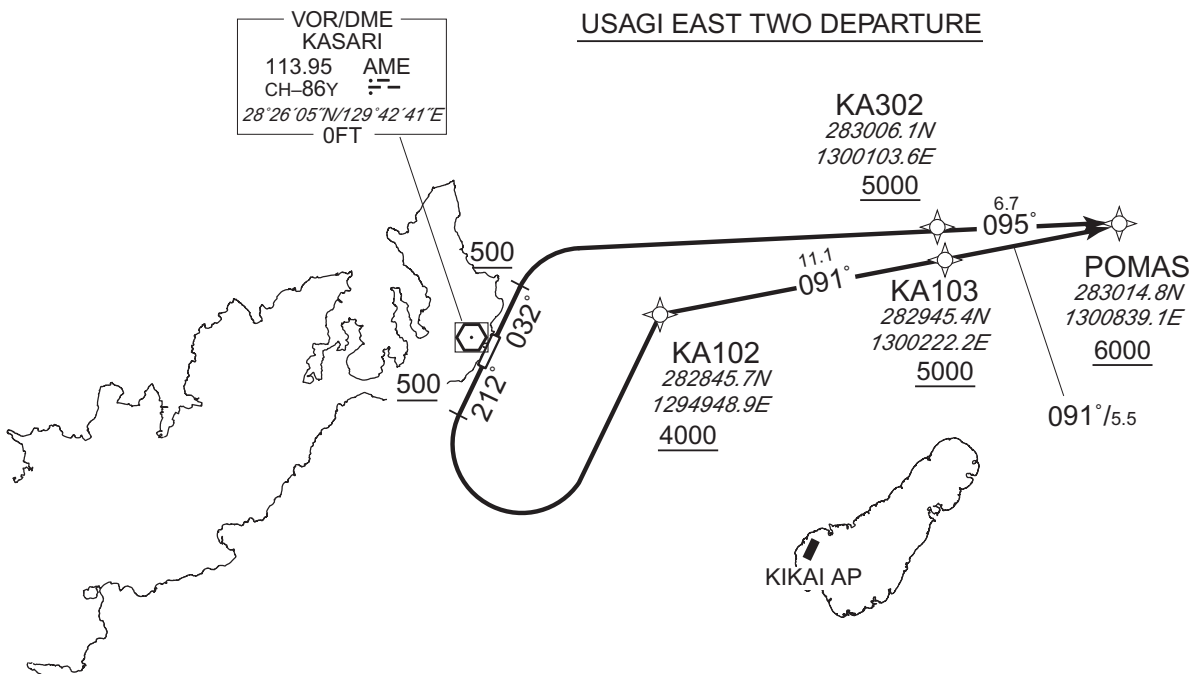 USAGI EAST TWO DEPARTURE
VOR/DME
KASARI
113.95 AME
CH–86Y
28°26´05˝N/129°42´41˝E
0FT
KA302
283006.1N
1300103.6E
5000
6.7
095°
500
032°
11.1
091°
POMAS
283014.8N
1300839.1E
6000
KA103
282945.4N
1300222.2E
5000
KA102
282845.7N
1294948.9E
4000
500
212°
091°/5.5
KIKAI AP